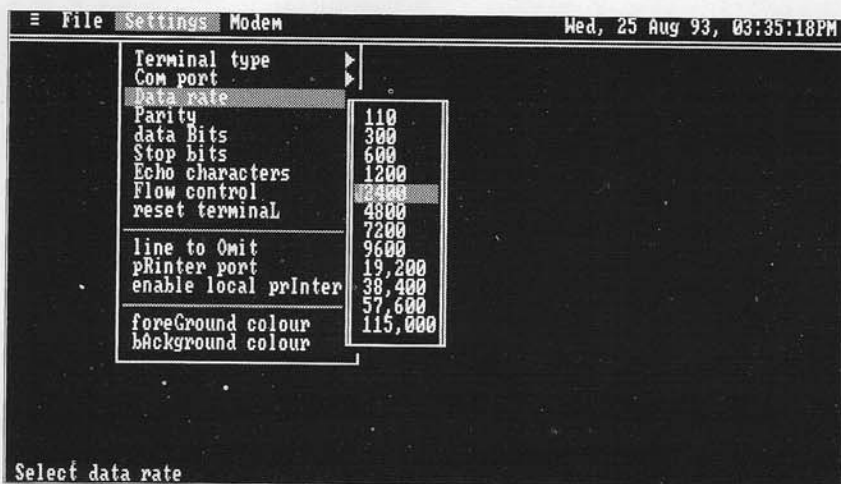 ≡ File Settings Modem Wed, 25 Aug 93, 03:35:18PM
Terminal type
Com port
Data rate
Parity
data Bits
Stop bits
Echo characters
Flow control
reset terminaL
line to Omit
pRinter port
enable local prInter
foreGround colour
bAckground colour
110
300
600
1200
2400
4800
7200
9600
19,200
38,400
57,600
115,000
Select data rate